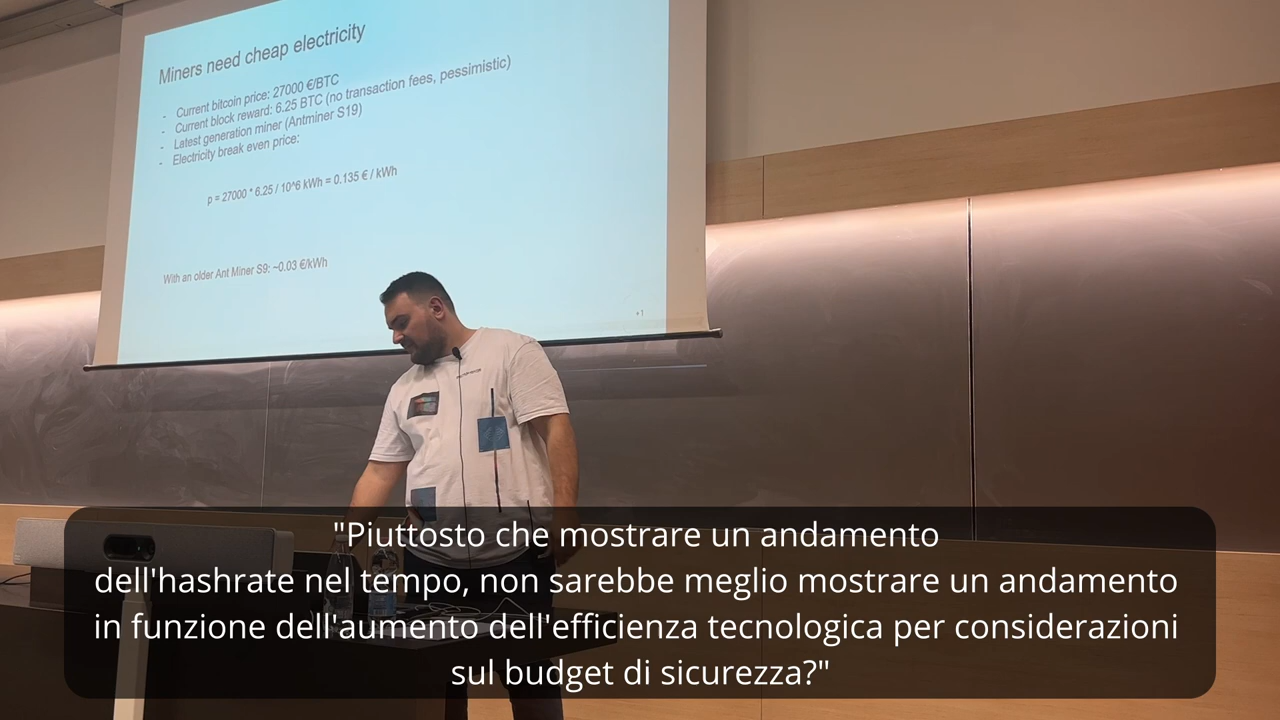 Miners need cheap electricity
- Current bitcoin price: 27000 €/BTC
- Current block reward: 6.25 BTC (no transaction fees, pessimistic)
- Latest generation miner (Antminer S19)
- Electricity break even price:
p = 27000 * 6.25 / 10^6 kWh = 0.135 € / kWh
With an older Ant Miner S9: ~0.03 €/kWh
"Piuttosto che mostrare un andamento
dell'hashrate nel tempo, non sarebbe meglio mostrare un andamento
in funzione dell'aumento dell'efficienza tecnologica per considerazioni
sul budget di sicurezza?"